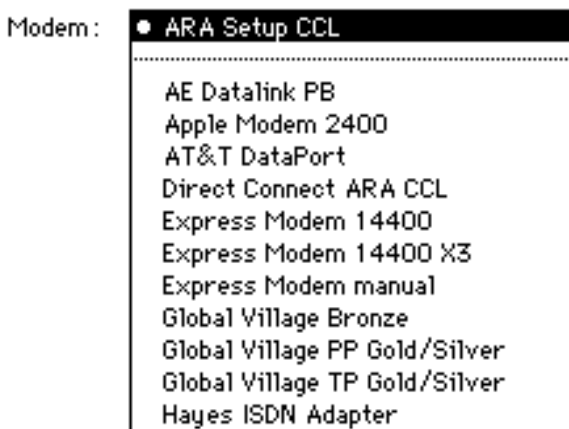 Modem: • ARA Setup CCL
AE Datalink PB
Apple Modem 2400
AT&T DataPort
Direct Connect ARA CCL
Express Modem 14400
Express Modem 14400 X3
Express Modem manual
Global Village Bronze
Global Village PP Gold/Silver
Global Village TP Gold/Silver
Hayes ISDN Adapter